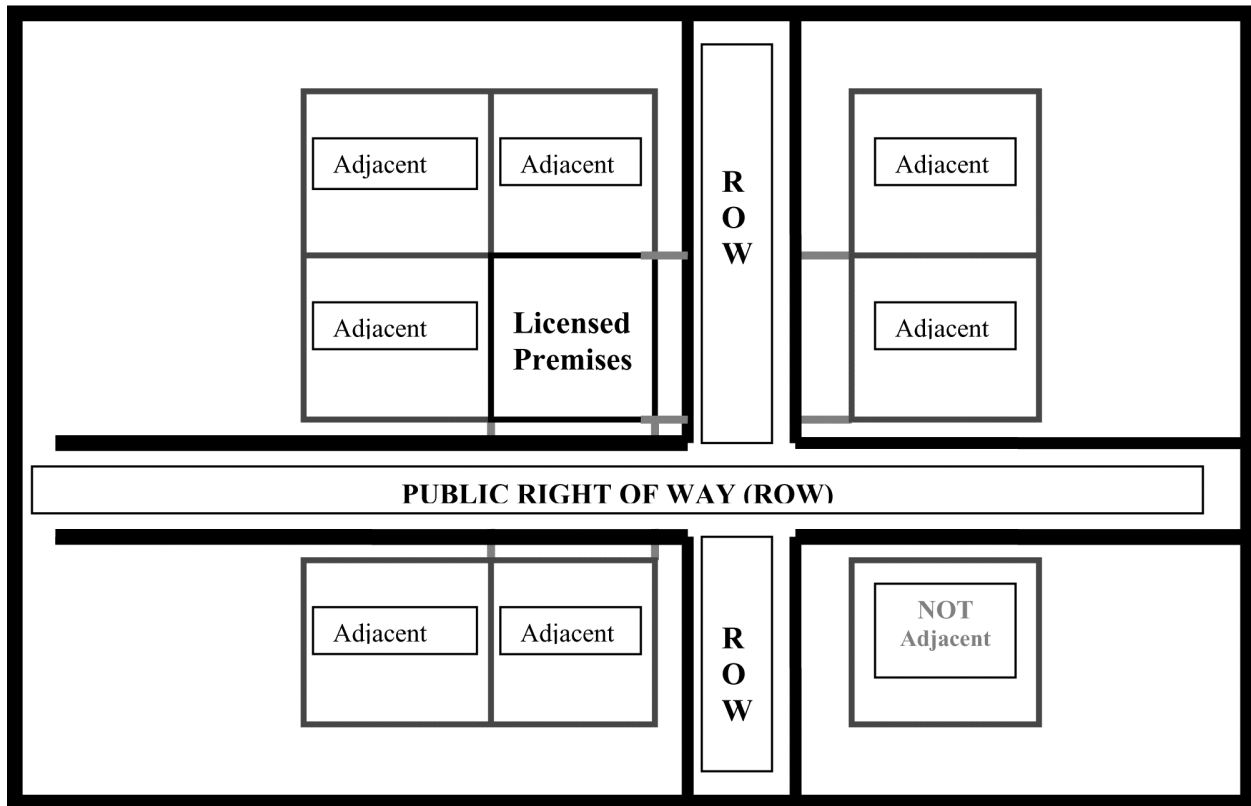 Adjacent
Adjacent
R
O
W
Adjacent
Adjacent
Licensed
Premises
Adjacent
PUBLIC RIGHT OF WAY (ROW)
Adjacent
Adjacent
R
O
W
NOT
Adjacent